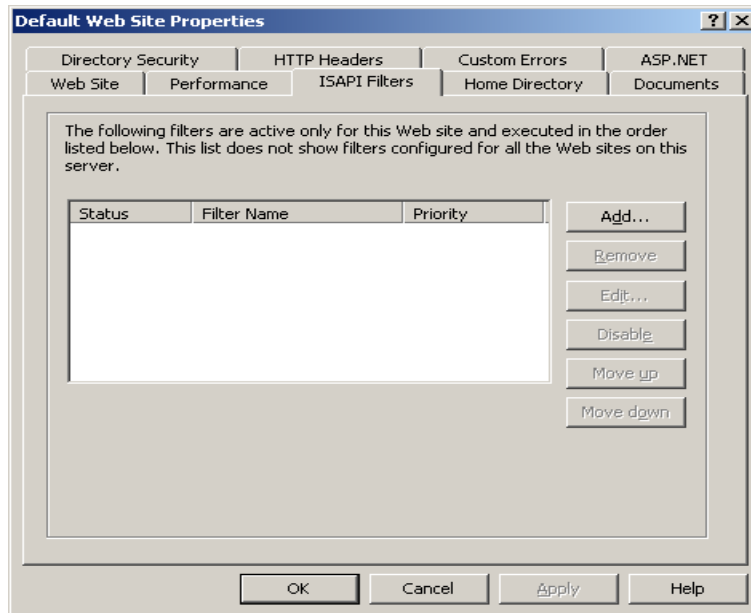 Default Web Site Properties
Directory Security HTTP Headers Custom Errors ASP.NET
Web Site Performance ISAPI Filters Home Directory Documents
The following filters are active only for this Web site and executed in the order
listed below. This list does not show filters configured for all the Web sites on this
server.
Status Filter Name Priority
Add...
Remove
Edit...
Disable
Move up
Move down
OK Cancel Apply Help